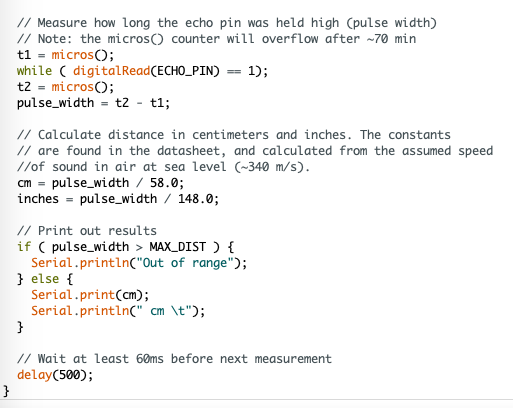 // Measure how long the echo pin was held high (pulse width)
// Note: the micros() counter will overflow after ~70 min
t1 = micros();
while ( digitalRead(ECHO_PIN) == 1);
t2 = micros();
pulse_width = t2 - t1;
// Calculate distance in centimeters and inches. The constants
// are found in the datasheet, and calculated from the assumed speed
//of sound in air at sea level (~340 m/s).
cm = pulse_width / 58.0;
inches = pulse_width / 148.0;
// Print out results
if ( pulse_width > MAX_DIST ) {
Serial.println("Out of range");
} else {
Serial.print(cm);
Serial.println(" cm \t");
}
// Wait at least 60ms before next measurement
delay(500);
}